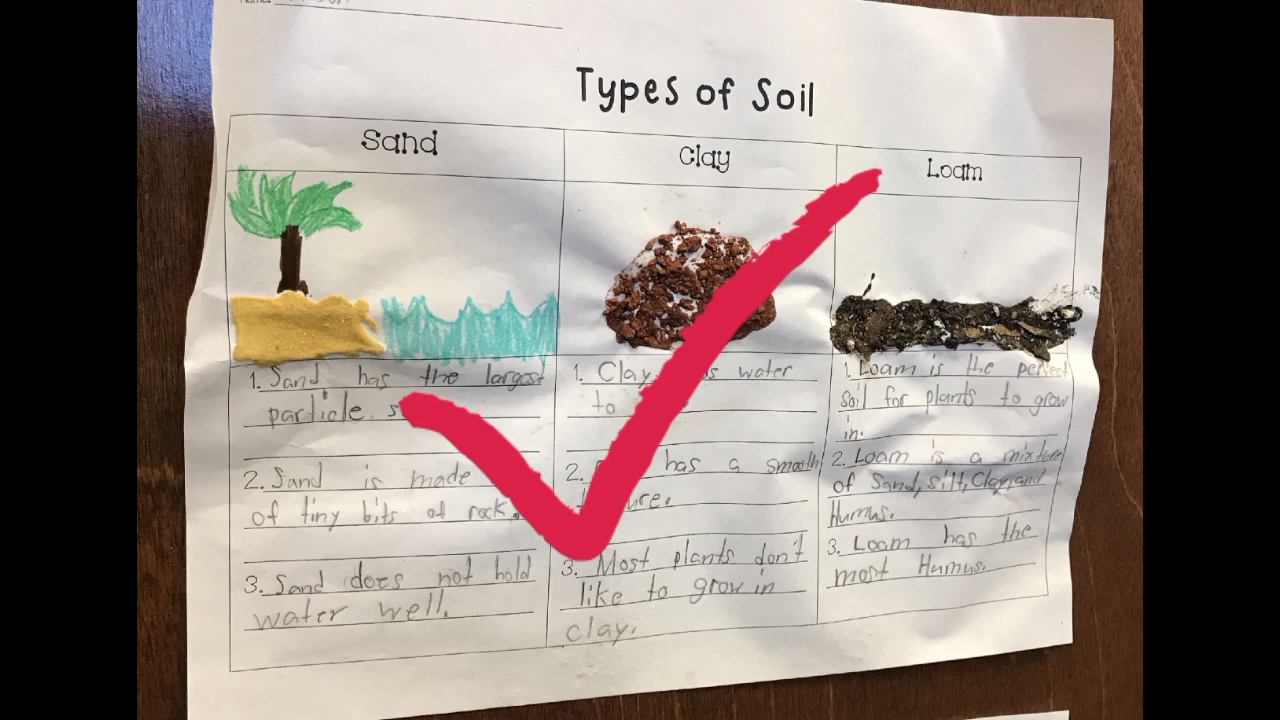 Types of Soil
Sand
Clay
Loam
1. Sand has the largest
particle
2. Sand is made
of tiny bits of rock.
3. Sand does not hold
water well.
1. Clay water
to
2. has a smooth
3. Most plants don't
like to grow in
clay.
1. Loam is the perfect
soil for plants to grow
in.
2. Loam is a mixture
of Sand, silt, Clay, and
Humus.
3. Loam has the
most Humus.